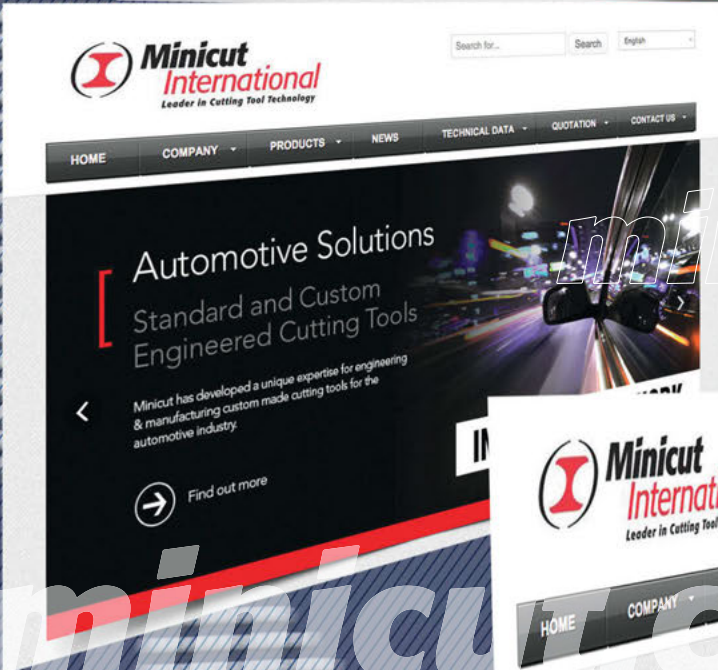 Minicut
International
Leader in Cutting Tool Technology
Search for...
Search
English
HOME
COMPANY
PRODUCTS
NEWS
TECHNICAL DATA
QUOTATION
CONTACT US
Automotive Solutions
Standard and Custom
Engineered Cutting Tools
Minicut has developed a unique expertise for engineering
& manufacturing custom made cutting tools for the
automotive industry.
Find out more
Minicut
Leader in Cutting Tool
HOME
COMPANY